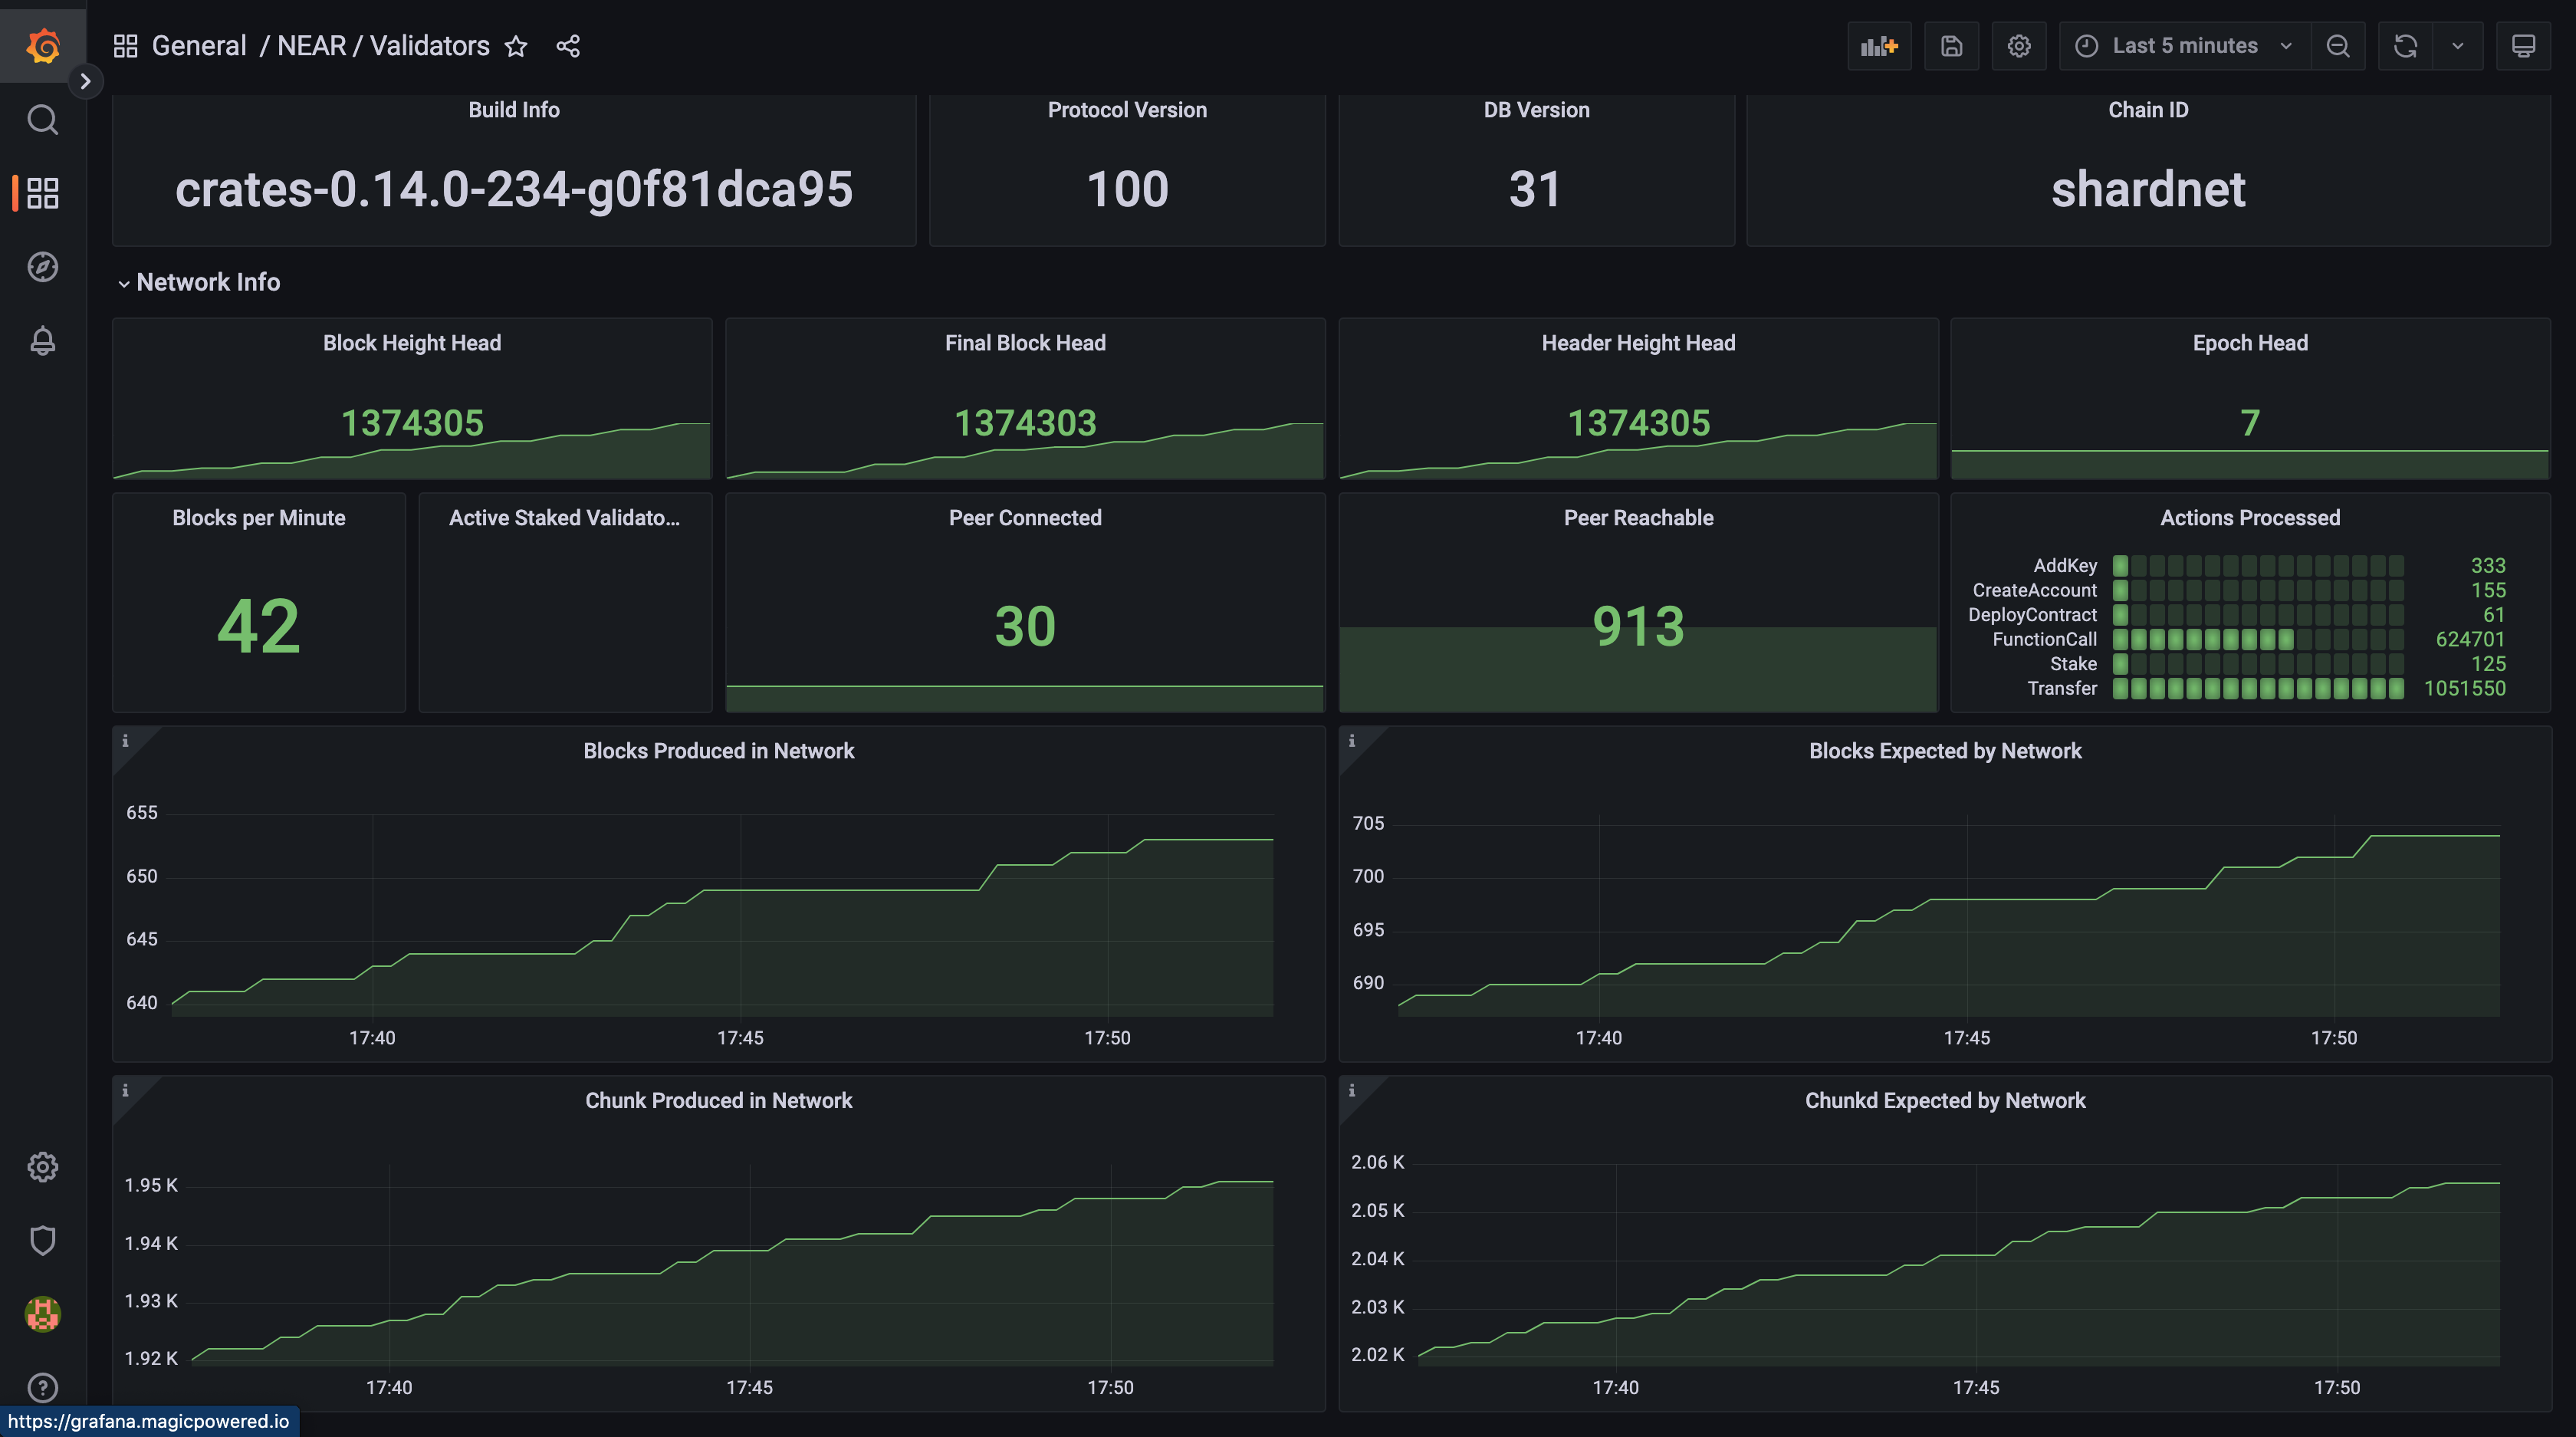 General / NEAR / Validators
Last 5 minutes
Build Info
crates-0.14.0-234-g0f81dca95
Protocol Version
100
DB Version
31
Chain ID
shardnet
Network Info
Block Height Head
1374305
Final Block Head
1374303
Header Height Head
1374305
Epoch Head
7
Blocks per Minute
42
Active Staked Validato...
Peer Connected
30
Peer Reachable
913
Actions Processed
AddKey 333
CreateAccount 155
DeployContract 61
FunctionCall 624701
Stake 125
Transfer 1051550
Blocks Produced in Network
655
650
645
640
17:40 17:45 17:50
Blocks Expected by Network
705
700
695
690
17:40 17:45 17:50
Chunk Produced in Network
1.95 K
1.94 K
1.93 K
1.92 K
17:40 17:45 17:50
Chunkd Expected by Network
2.06 K
2.05 K
2.04 K
2.03 K
2.02 K
17:40 17:45 17:50
https://grafana.magicpowered.io